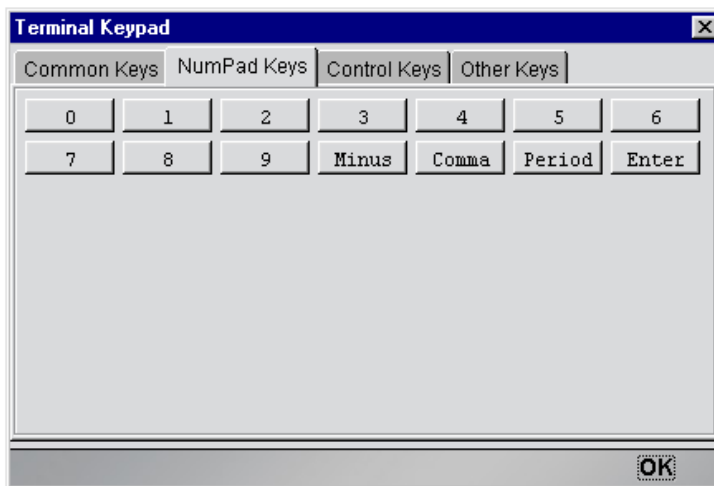 Terminal Keypad
Common Keys NumPad Keys Control Keys Other Keys
0 1 2 3 4 5 6
7 8 9 Minus Comma Period Enter
OK